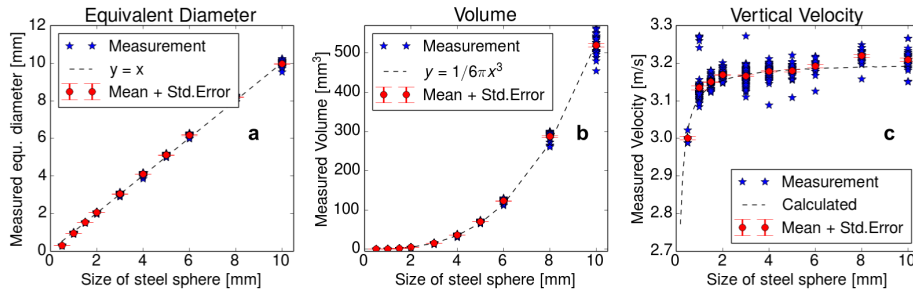 Equivalent Diameter
Measured equ. diameter [mm]
12
10
8
6
4
2
0
Measurement
y = x
Mean + Std.Error
a
0 2 4 6 8 10
Size of steel sphere [mm]
Volume
Measured Volume [mm³]
500
400
300
200
100
0
Measurement
y = 1/6πx³
Mean + Std.Error
b
0 2 4 6 8 10
Size of steel sphere [mm]
Vertical Velocity
Measured Velocity [m/s]
3.3
3.2
3.1
3.0
2.9
2.8
2.7
c
Measurement
Calculated
Mean + Std.Error
0 2 4 6 8 10
Size of steel sphere [mm]